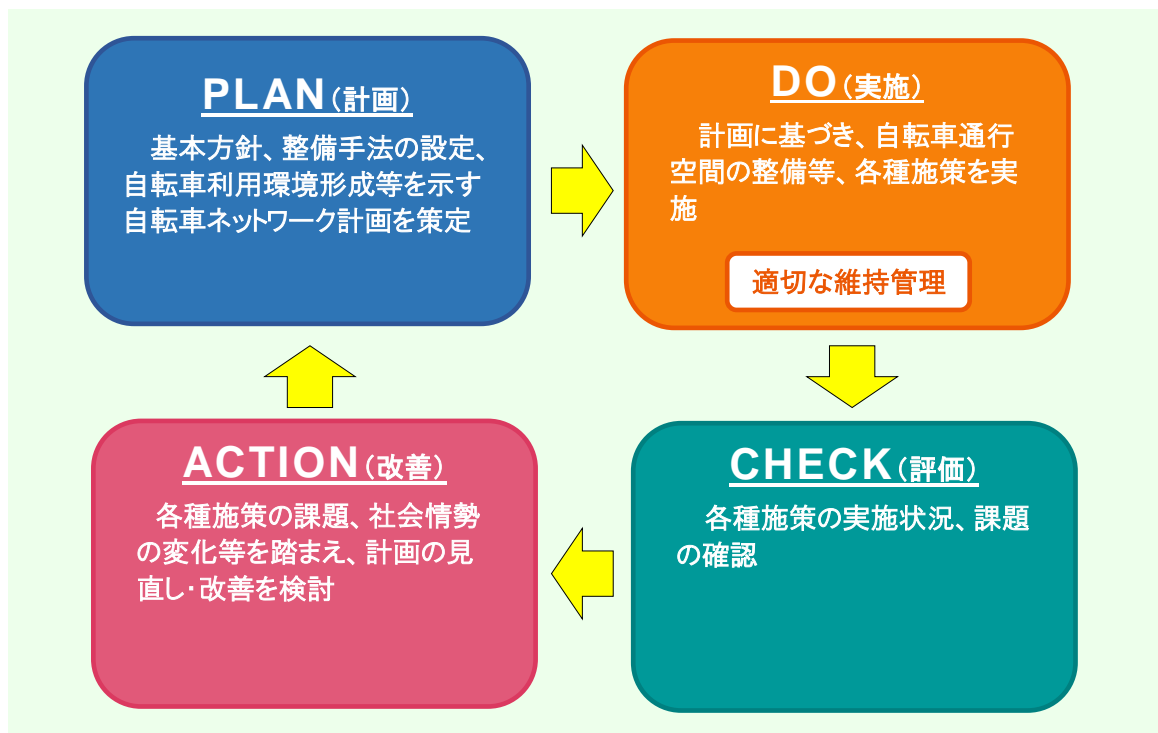 PLAN(計画)
基本方針、整備手法の設定、
自転車利用環境形成等を示す
自転車ネットワーク計画を策定
DO(実施)
計画に基づき、自転車通行
空間の整備等、各種施策を実
施
適切な維持管理
ACTION(改善)
各種施策の課題、社会情勢
の変化等を踏まえ、計画の見
直し・改善を検討
CHECK(評価)
各種施策の実施状況、課題
の確認